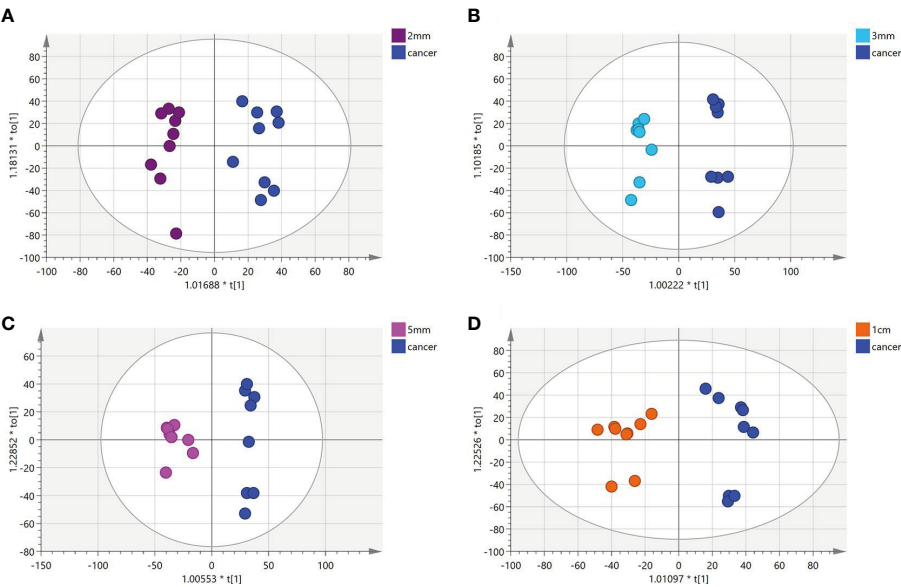 A
2mm
cancer
80
60
40
20
0
-20
-40
-60
-80
-100
1.18131 * to[1]
-100 -80 -60 -40 -20 0 20 40 60 80
1.01688 * t[1]
B
3mm
cancer
80
60
40
20
0
-20
-40
-60
-80
-100
1.10185 * to[1]
-150 -100 -50 0 50 100
1.00222 * t[1]
C
5mm
cancer
60
40
20
0
-20
-40
-60
-80
1.22852 * to[1]
-150 -100 -50 0 50 100
1.00553 * t[1]
D
1cm
cancer
80
60
40
20
0
-20
-40
-60
-80
-100
1.22526 * to[1]
-100 -80 -60 -40 -20 0 20 40 60 80
1.01097 * t[1]